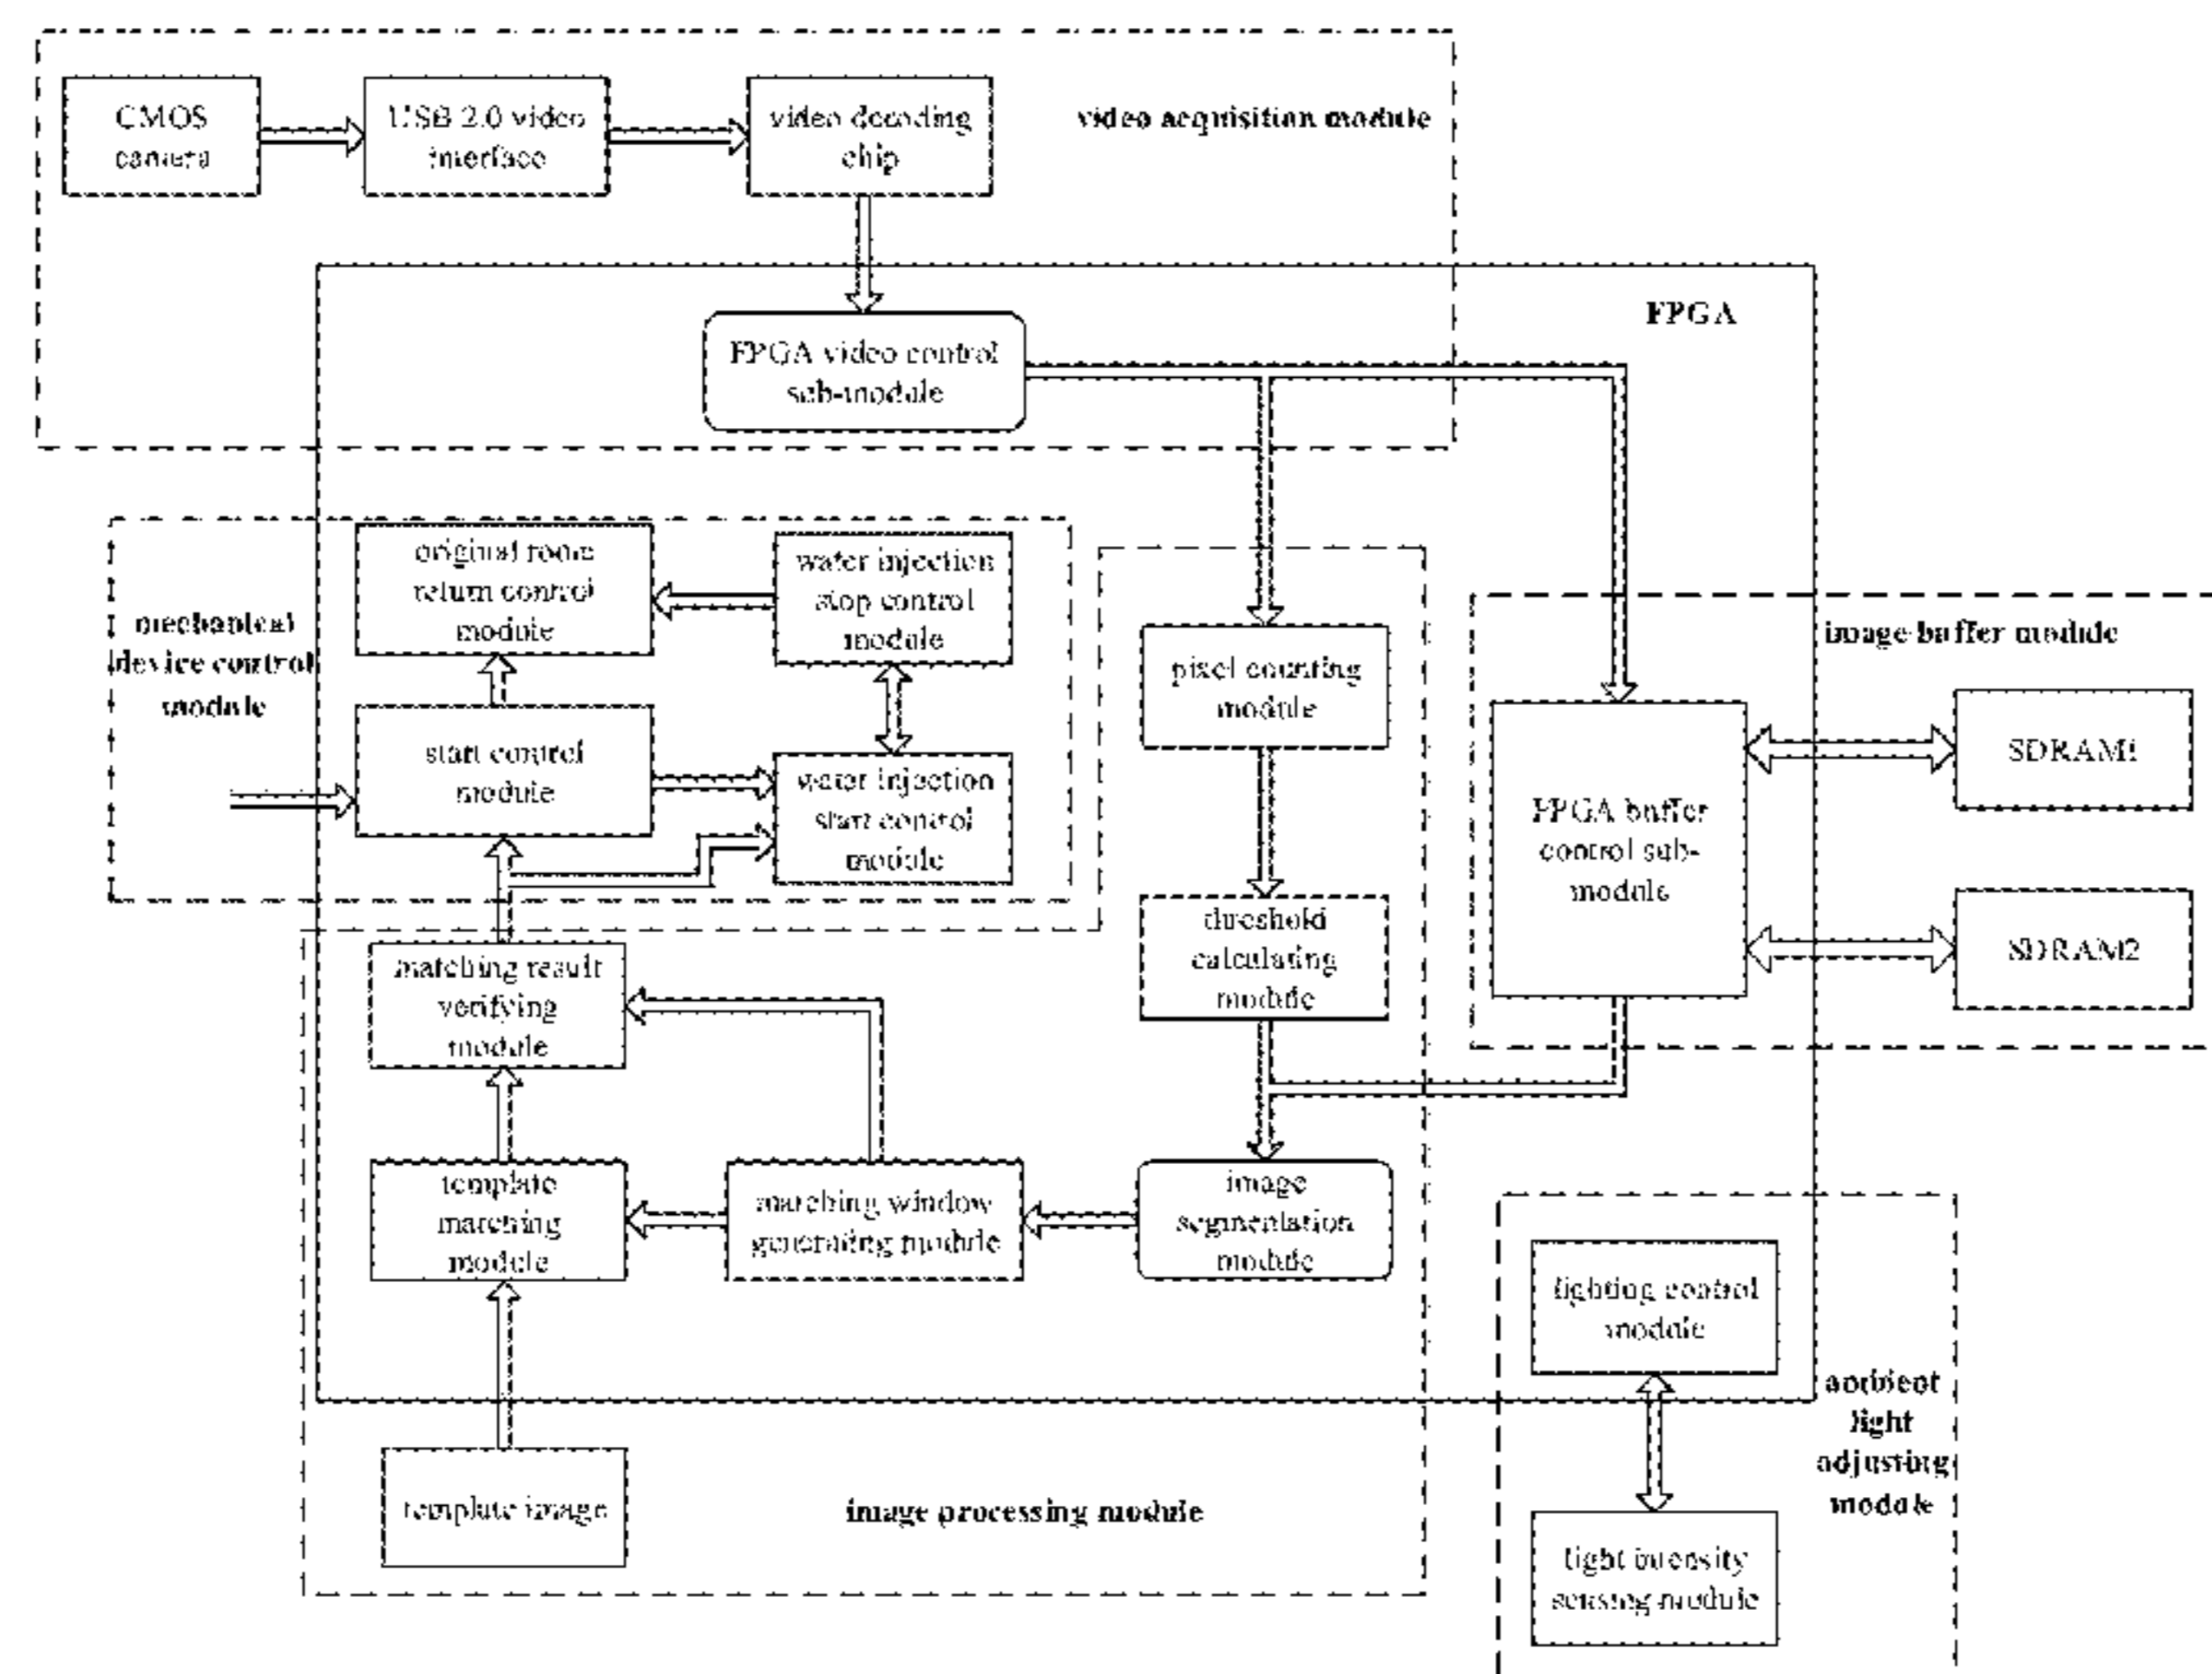 CMOS
camera
USB 2.0 video
interface
video decoding
chip
video acquisition module
FPGA
FPGA video control
sub-module
mechanical
device control
module
original room
return control
module
water injection
stop control
module
start control
module
water injection
start control
module
pixel counting
module
threshold
calculating
module
image buffer module
FPGA buffer
control sub-
module
SDRAM1
SDRAM2
matching result
verifying
module
template
matching
module
matching window
generating module
image
segmentation
module
template image
image processing module
lighting control
module
light intensity
sensing module
ambient
light
adjusting
module